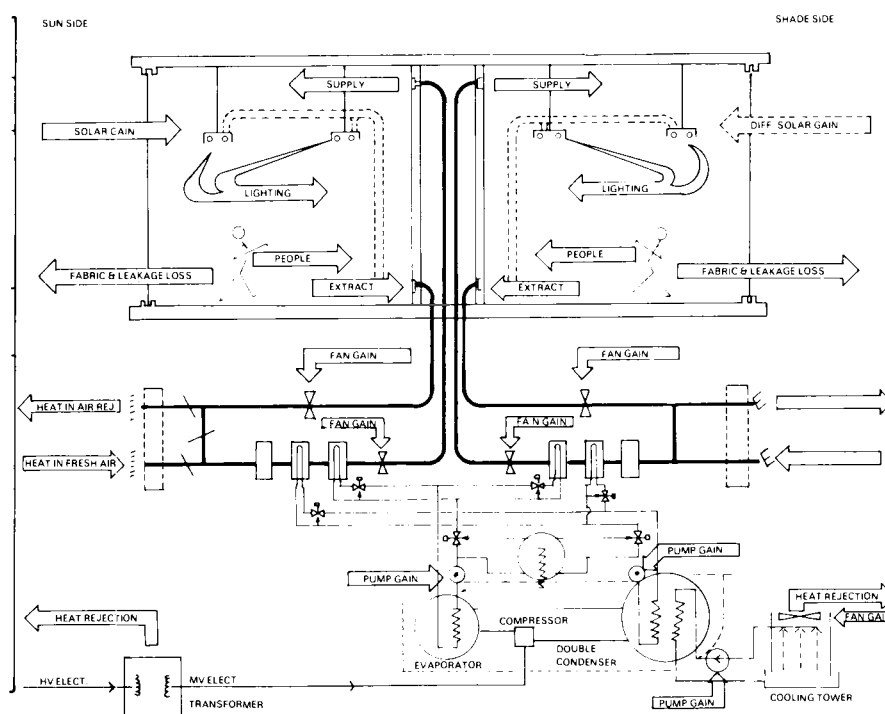 SUN SIDE
SHADE SIDE
SUPPLY
SUPPLY
SOLAR GAIN
DIFF. SOLAR GAIN
LIGHTING
LIGHTING
PEOPLE
PEOPLE
FABRIC & LEAKAGE LOSS
FABRIC & LEAKAGE LOSS
EXTRACT
EXTRACT
FAN GAIN
FAN GAIN
HEAT IN AIR REJ
FAN GAIN
FAN GAIN
HEAT IN FRESH AIR
PUMP GAIN
PUMP GAIN
HEAT REJECTION
HEAT REJECTION
COMPRESSOR
FAN GAIN
EVAPORATOR
DOUBLE
CONDENSER
HV ELECT.
MV ELECT
TRANSFORMER
PUMP GAIN
COOLING TOWER